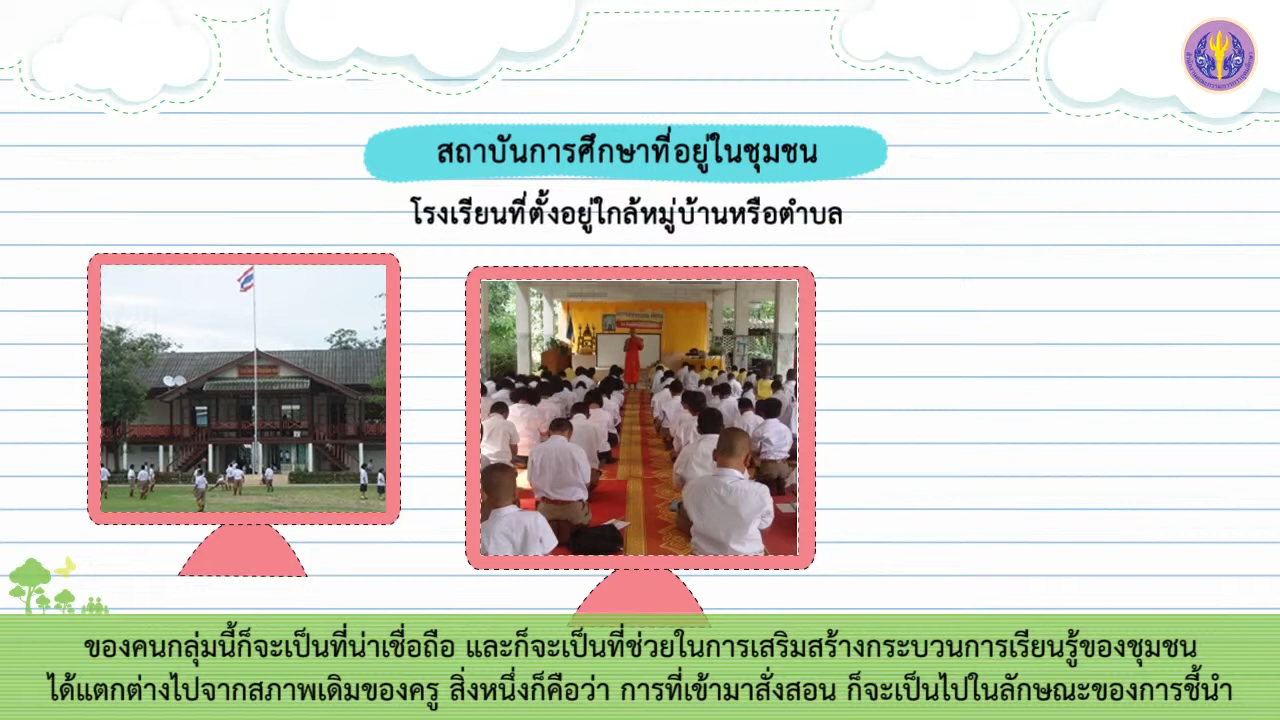 สถาบันการศึกษาที่อยู่ในชุมชน
โรงเรียนที่ตั้งอยู่ใกล้หมู่บ้านหรือตำบล
ของคนกลุ่มนี้ก็จะเป็นที่น่าเชื่อถือ และก็จะเป็นที่ช่วยในการเสริมสร้างกระบวนการเรียนรู้ของชุมชน
ได้แตกต่างไปจากสภาพเดิมของครู สิ่งหนึ่งก็คือว่า การที่เข้ามาสั่งสอน ก็จะเป็นไปในลักษณะของการชี้นำ